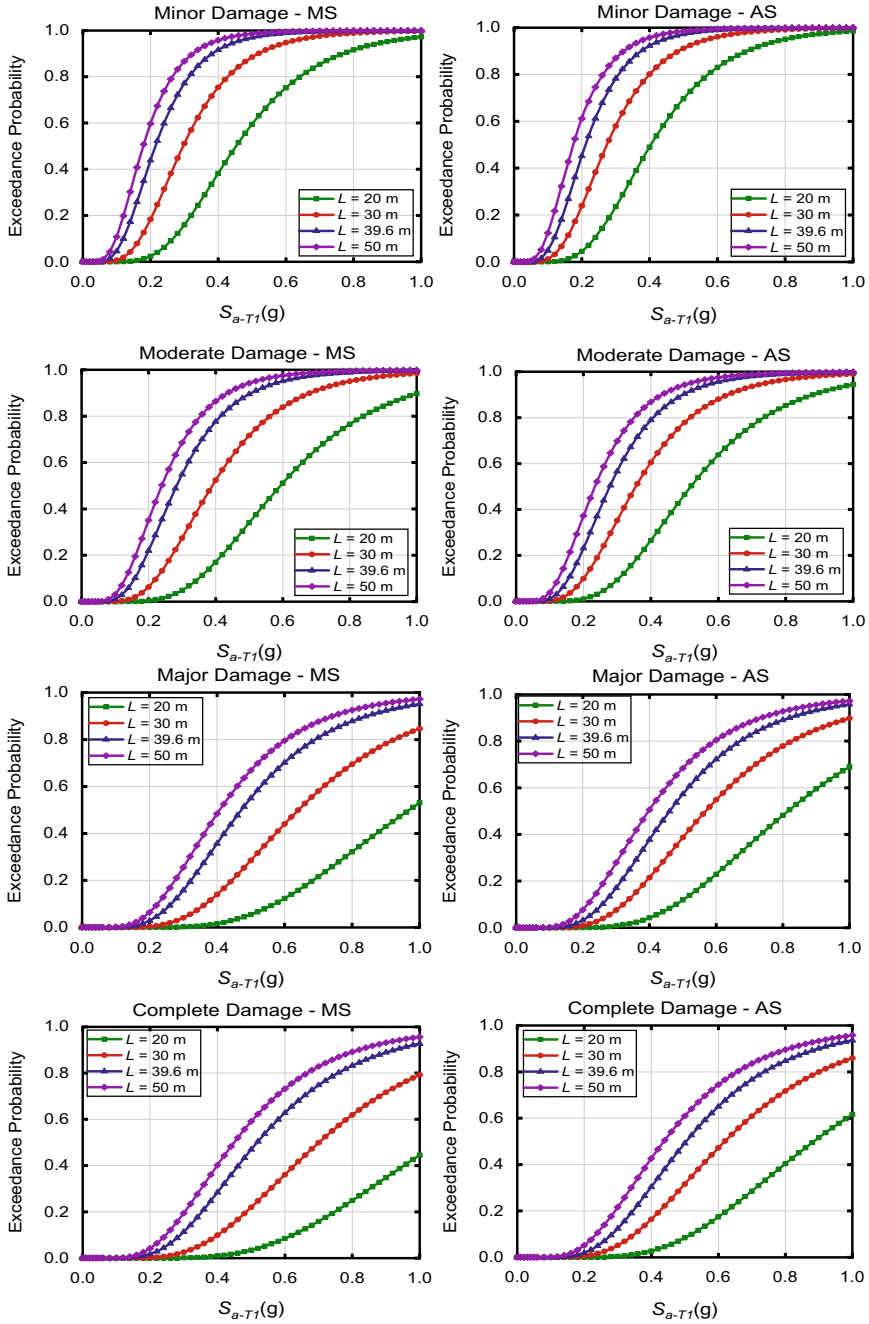 Minor Damage - MS
Exceedance Probability
1.0
0.8
0.6
0.4
0.2
0.0
L = 20 m
L = 30 m
L = 39.6 m
L = 50 m
0.0 0.2 0.4 0.6 0.8 1.0
Sa-T1(g)
Minor Damage - AS
Exceedance Probability
1.0
0.8
0.6
0.4
0.2
0.0
L = 20 m
L = 30 m
L = 39.6 m
L = 50 m
0.0 0.2 0.4 0.6 0.8 1.0
Sa-T1(g)
Moderate Damage - MS
Exceedance Probability
1.0
0.8
0.6
0.4
0.2
0.0
L = 20 m
L = 30 m
L = 39.6 m
L = 50 m
0.0 0.2 0.4 0.6 0.8 1.0
Sa-T1(g)
Moderate Damage - AS
Exceedance Probability
1.0
0.8
0.6
0.4
0.2
0.0
L = 20 m
L = 30 m
L = 39.6 m
L = 50 m
0.0 0.2 0.4 0.6 0.8 1.0
Sa-T1(g)
Major Damage - MS
Exceedance Probability
1.0
0.8
0.6
0.4
0.2
0.0
L = 20 m
L = 30 m
L = 39.6 m
L = 50 m
0.0 0.2 0.4 0.6 0.8 1.0
Sa-T1(g)
Major Damage - AS
Exceedance Probability
1.0
0.8
0.6
0.4
0.2
0.0
L = 20 m
L = 30 m
L = 39.6 m
L = 50 m
0.0 0.2 0.4 0.6 0.8 1.0
Sa-T1(g)
Complete Damage - MS
Exceedance Probability
1.0
0.8
0.6
0.4
0.2
0.0
L = 20 m
L = 30 m
L = 39.6 m
L = 50 m
0.0 0.2 0.4 0.6 0.8 1.0
Sa-T1(g)
Complete Damage - AS
Exceedance Probability
1.0
0.8
0.6
0.4
0.2
0.0
L = 20 m
L = 30 m
L = 39.6 m
L = 50 m
0.0 0.2 0.4 0.6 0.8 1.0
Sa-T1(g)